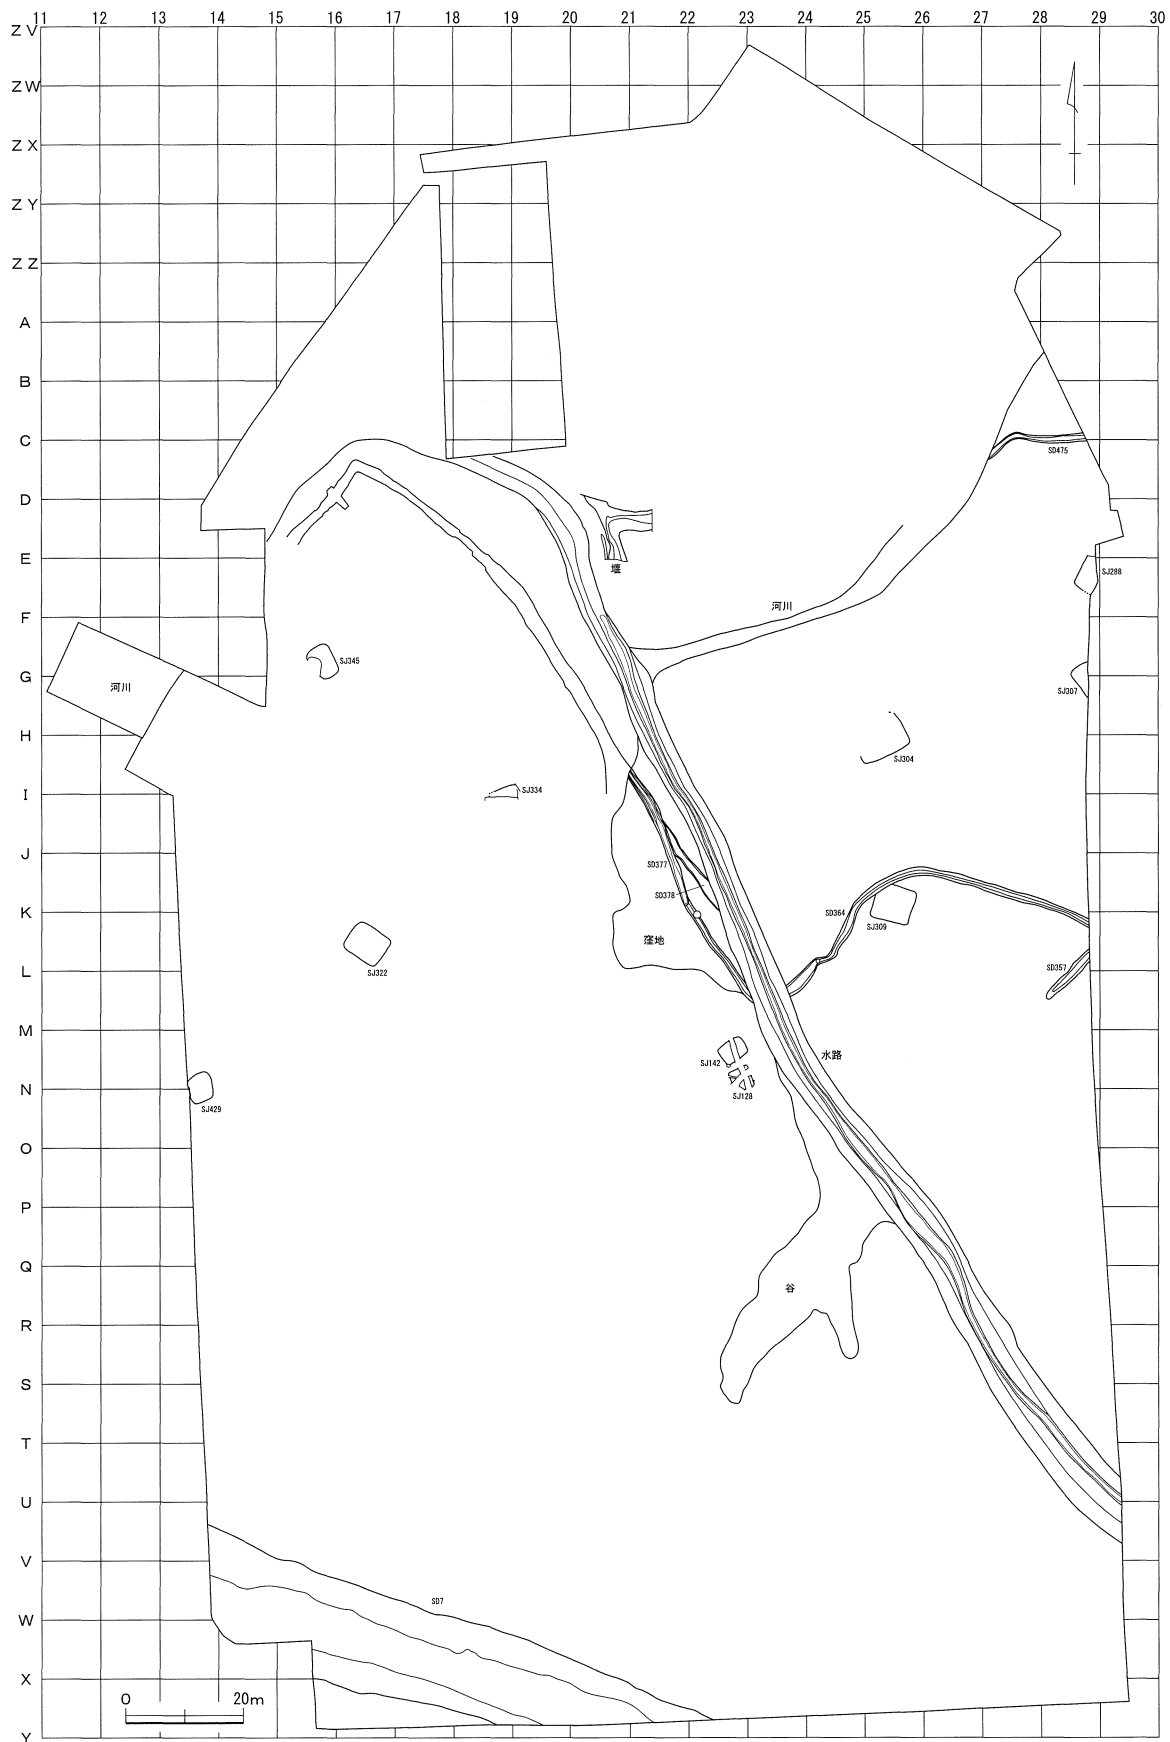 11 12 13 14 15 16 17 18 19 20 21 22 23 24 25 26 27 28 29 30
ZV
ZW
ZX
ZY
ZZ
A
B
C
SD475
D
E
堰
SJ288
河川
F
SJ345
G
河川
SJ307
H
SJ304
SJ334
I
J
SD377
SD378
K
SD364
SJ309
窪地
L
SJ322
SD357
M
水路
SJ142
N
SJ128
SJ429
O
P
Q
谷
R
S
T
U
V
SD7
W
X
0 20m
Y